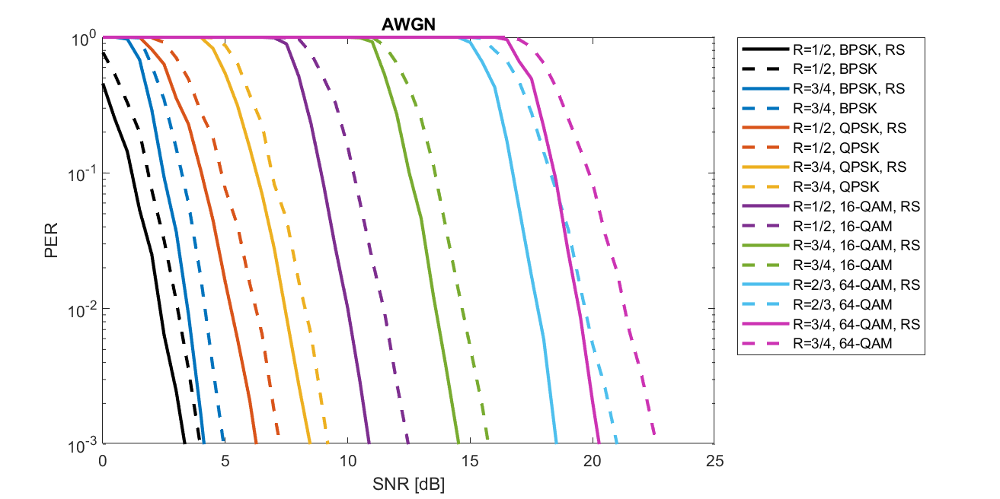 AWGN
10^0
10^-1
10^-2
10^-3
PER
0
5
10
15
20
25
SNR [dB]
R=1/2, BPSK, RS
R=1/2, BPSK
R=3/4, BPSK, RS
R=3/4, BPSK
R=1/2, QPSK, RS
R=1/2, QPSK
R=3/4, QPSK, RS
R=3/4, QPSK
R=1/2, 16-QAM, RS
R=1/2, 16-QAM
R=3/4, 16-QAM, RS
R=3/4, 16-QAM
R=2/3, 64-QAM, RS
R=2/3, 64-QAM
R=3/4, 64-QAM, RS
R=3/4, 64-QAM